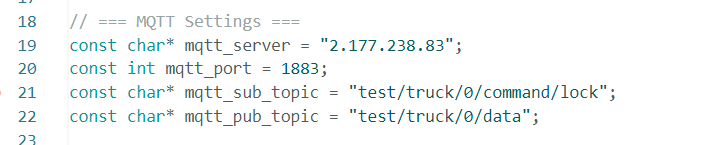 18 // === MQTT Settings ===
19 const char* mqtt_server = "2.177.238.83";
20 const int mqtt_port = 1883;
21 const char* mqtt_sub_topic = "test/truck/0/command/lock";
22 const char* mqtt_pub_topic = "test/truck/0/data";
23